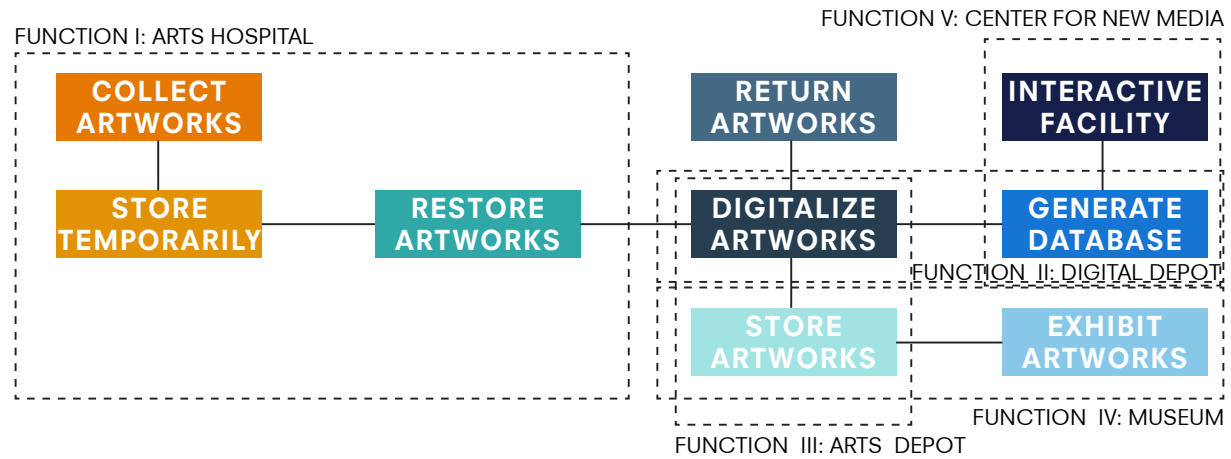 FUNCTION V: CENTER FOR NEW MEDIA
FUNCTION I: ARTS HOSPITAL
COLLECT
ARTWORKS
RETURN
ARTWORKS
INTERACTIVE
FACILITY
STORE
TEMPORARILY
RESTORE
ARTWORKS
DIGITALIZE
ARTWORKS
GENERATE
DATABASE
FUNCTION II: DIGITAL DEPOT
STORE
ARTWORKS
EXHIBIT
ARTWORKS
FUNCTION IV: MUSEUM
FUNCTION III: ARTS DEPOT